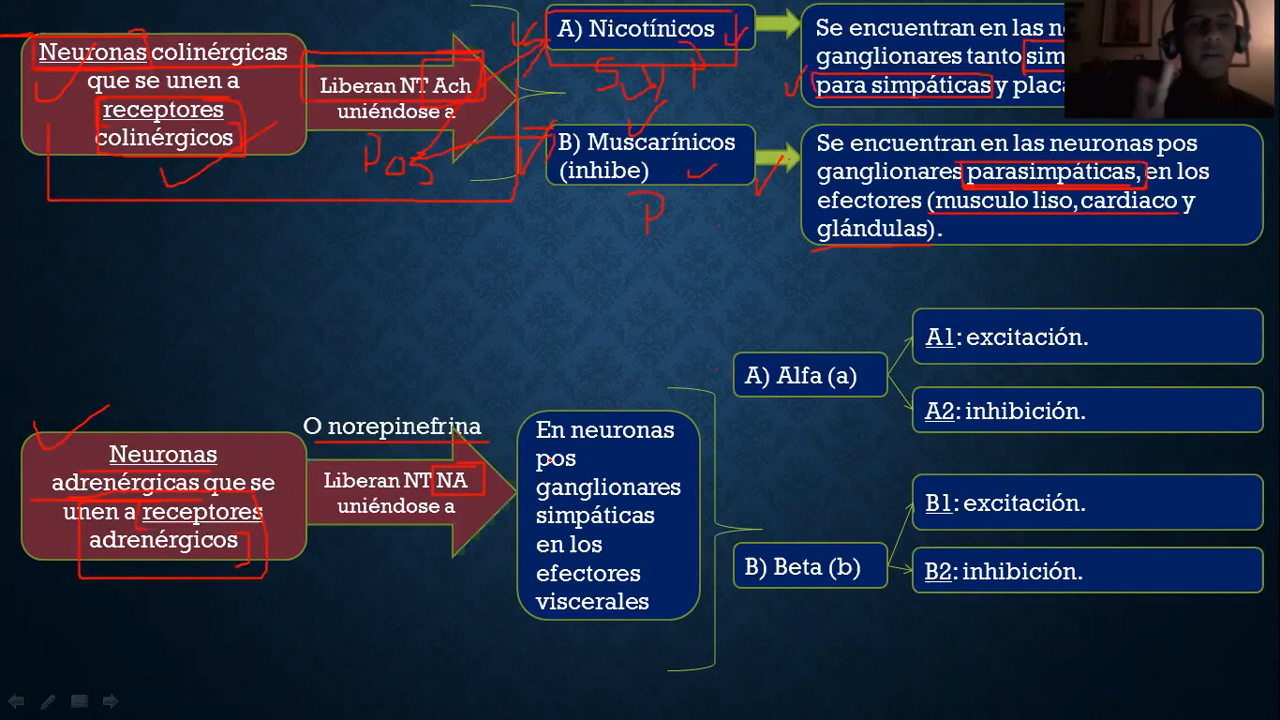 Neuronas colinérgicas
que se unen a
receptores
colinérgicos
Liberan NT Ach
uniéndose a
Pos
A) Nicotínicos
S y P
B) Muscarínicos
(inhibe)
P
Se encuentran en las
ganglionares tanto
para simpáticas y
Se encuentran en las neuronas pos
ganglionares parasimpáticas, en los
efectores (musculo liso, cardiaco y
glándulas).
Neuronas
adrenérgicas que se
unen a receptores
adrenérgicos
O norepinefrina
Liberan NT NA
uniéndose a
En neuronas
pos
ganglionares
simpáticas
en los
efectores
viscerales
A) Alfa (a)
A1: excitación.
A2: inhibición.
B) Beta (b)
B1: excitación.
B2: inhibición.